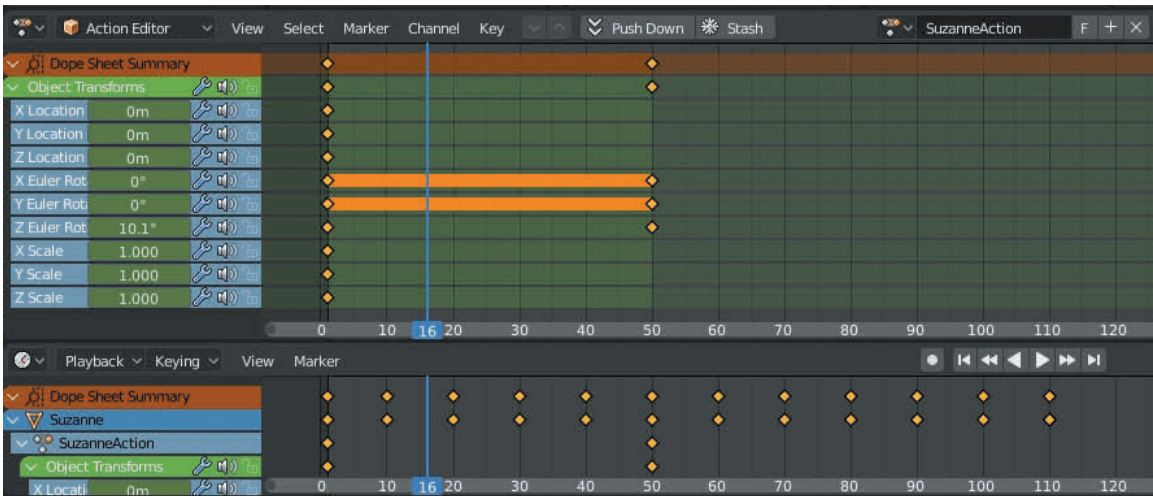 Action Editor View Select Marker Channel Key Push Down Stash SuzanneAction F
Dope Sheet Summary
Object Transforms
X Location 0m
Y Location 0m
Z Location 0m
X Euler Rot 0°
Y Euler Rota 0°
Z Euler Rot 10.1°
X Scale 1.000
Y Scale 1.000
Z Scale 1.000
0 10 16 20 30 40 50 60 70 80 90 100 110 120
Playback Keying View Marker
Dope Sheet Summary
Suzanne
SuzanneAction
Object Transforms
X Locati 0m 0 10 16 20 30 40 50 60 70 80 90 100 110 120